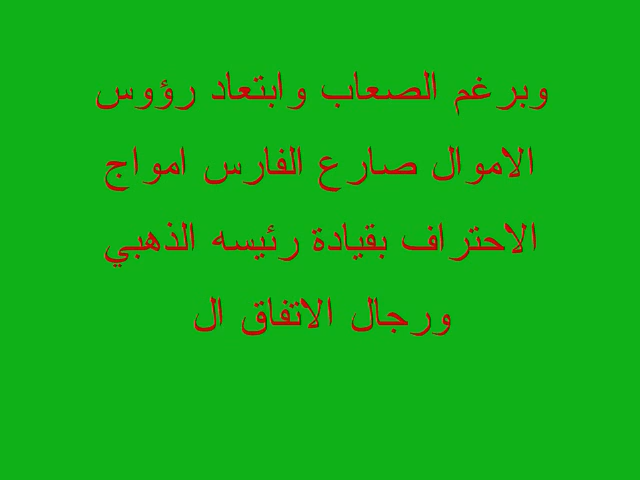 وبرغم الصعاب وابتعاد رؤوس
الاموال صارع الفارس امواج
الاحتراف بقيادة رئيسه الذهبي
ورجال الاتفاق ال